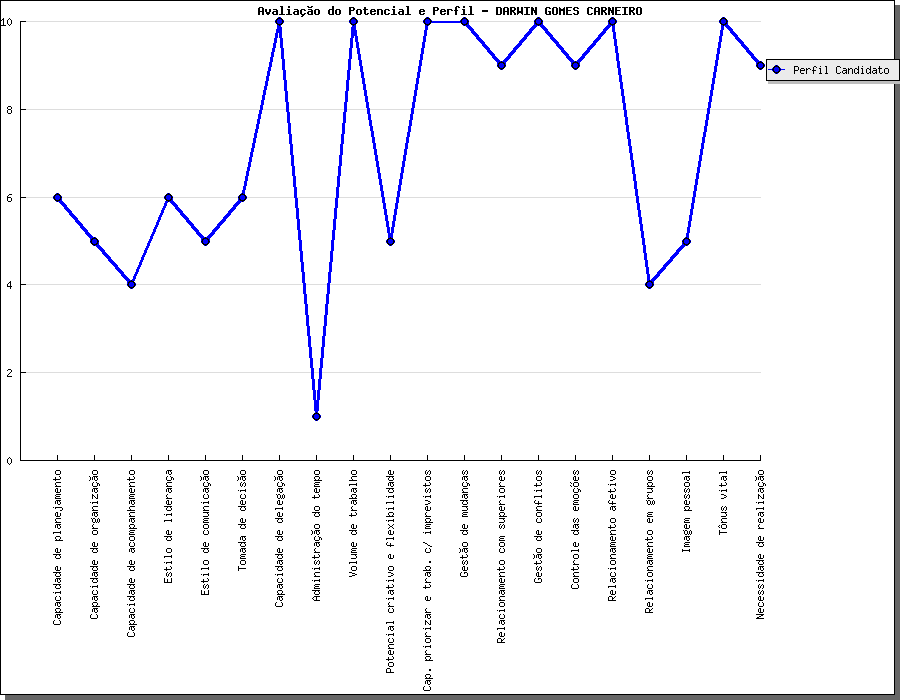 Avaliação do Potencial e Perfil - DARWIN GOMES CARNEIRO
10
8
6
4
2
0
Perfil Candidato
Capacidade de planejamento
Capacidade de organização
Capacidade de acompanhamento
Estilo de liderança
Estilo de comunicação
Tomada de decisão
Capacidade de delegação
Administração do tempo
Volume de trabalho
Potencial criativo e flexibilidade
Cap. priorizar e trab. c/ imprevistos
Gestão de mudanças
Relacionamento com superiores
Gestão de conflitos
Controle das emoções
Relacionamento afetivo
Relacionamento em grupos
Imagem pessoal
Tônus vital
Necessidade de realização